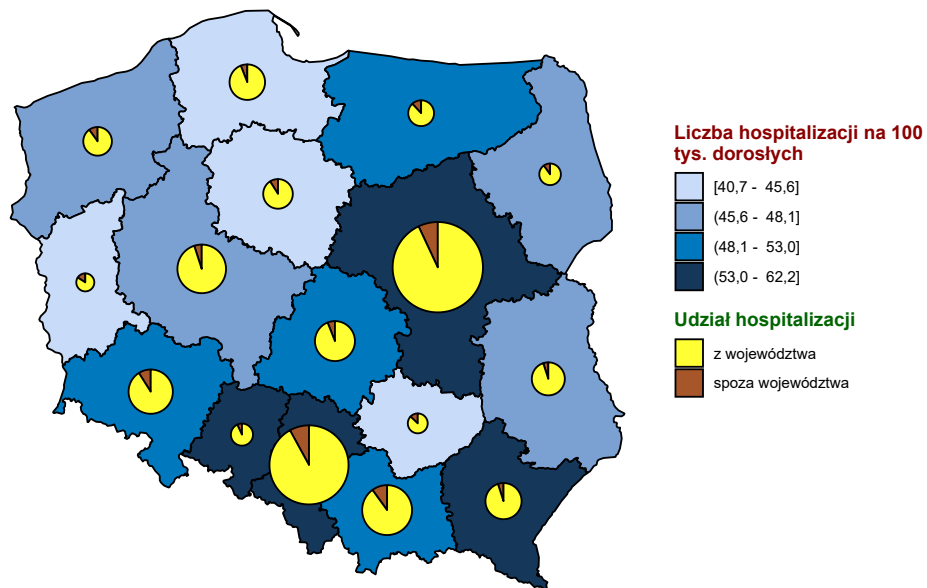 Liczba hospitalizacji na 100
tys. dorosłych
[40,7 - 45,6]
(45,6 - 48,1]
(48,1 - 53,0]
(53,0 - 62,2]
Udział hospitalizacji
z województwa
spoza województwa